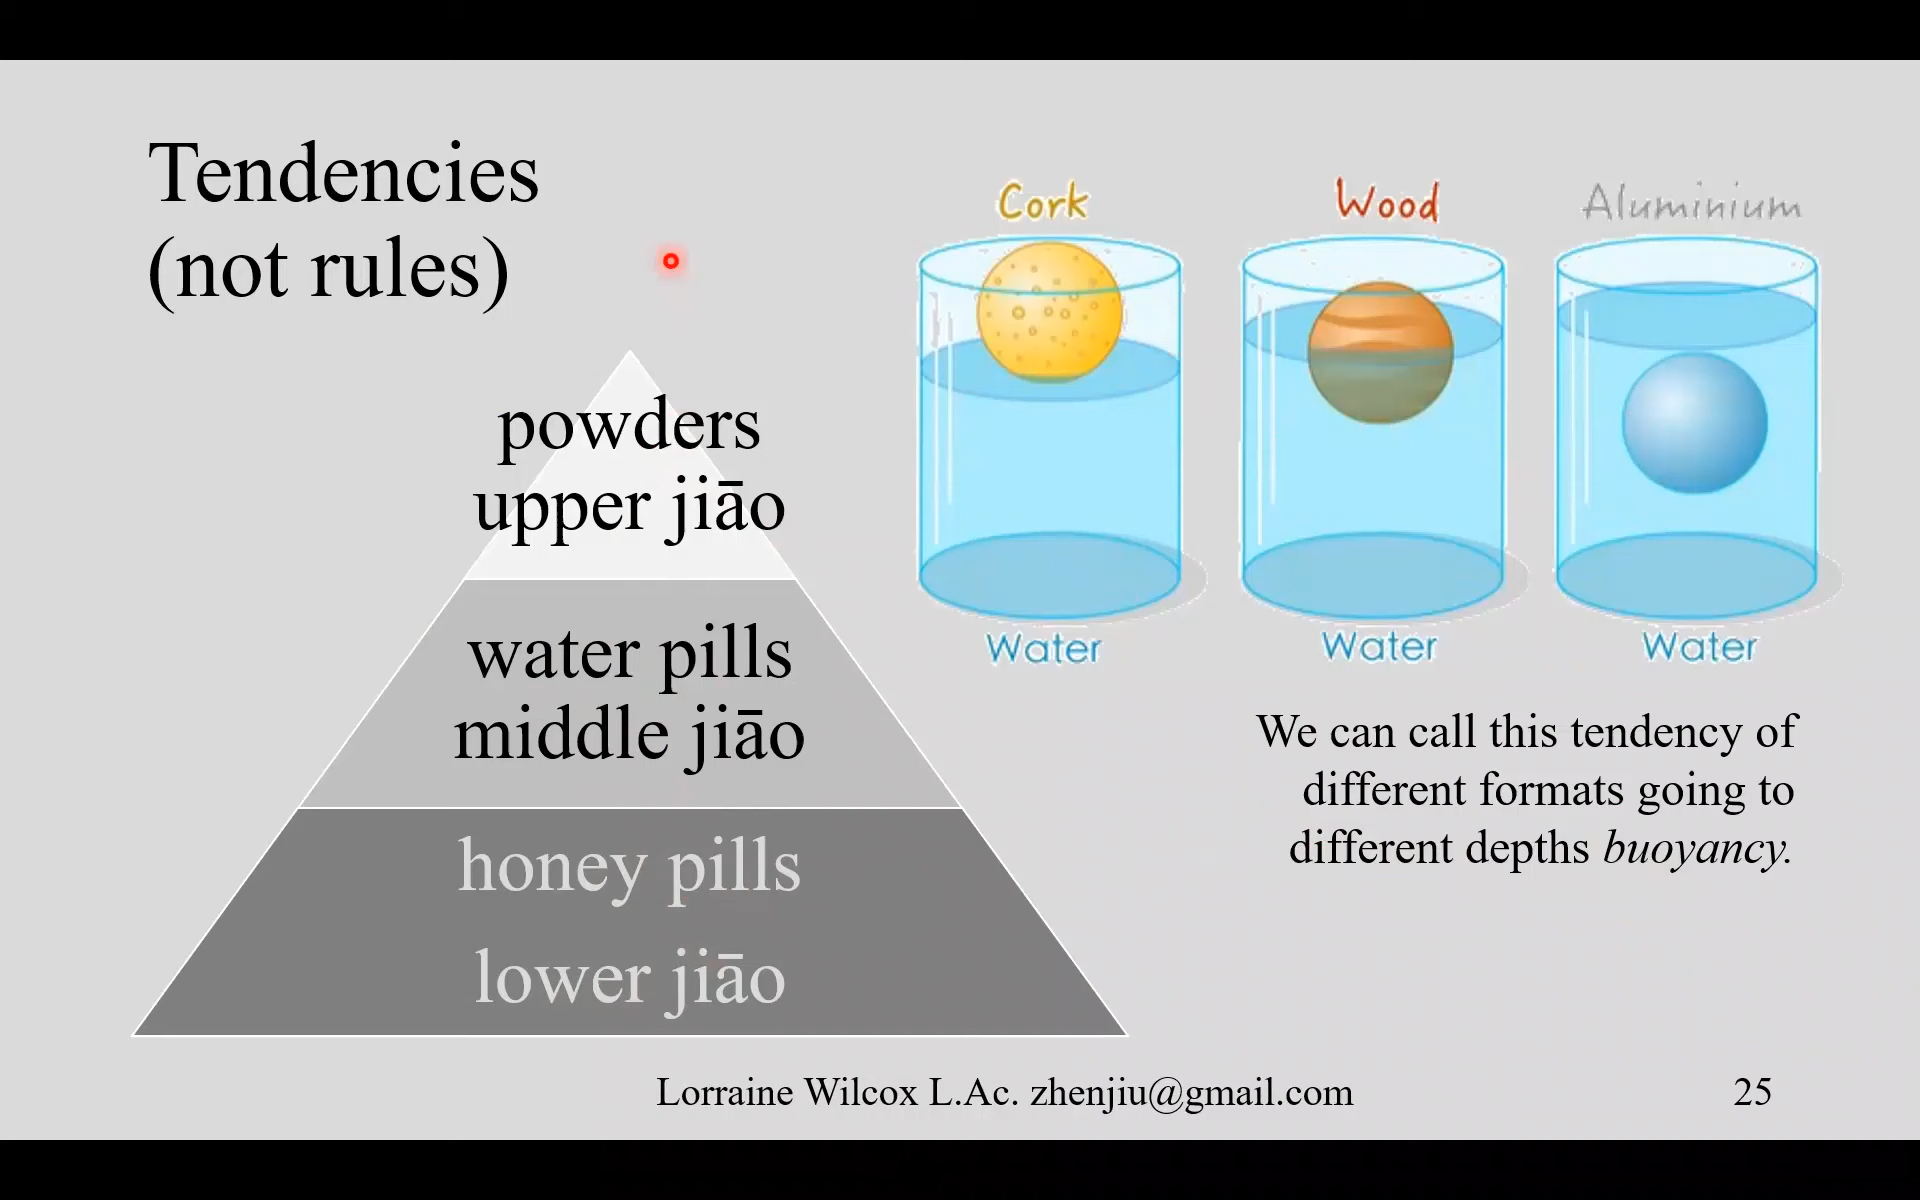 Tendencies
(not rules)
powders
upper jiāo
water pills
middle jiāo
honey pills
lower jiāo
Cork
Wood
Aluminium
Water
Water
Water
We can call this tendency of
different formats going to
different depths buoyancy.
Lorraine Wilcox L.Ac. zhenjiu@gmail.com
25